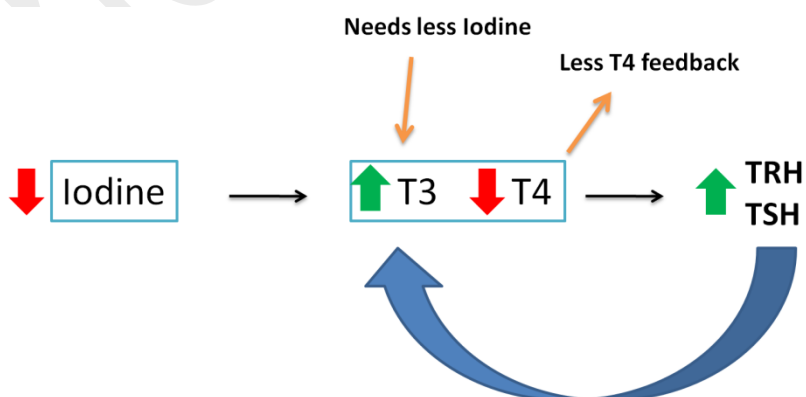 Needs less Iodine
Less T4 feedback
Iodine
T3
T4
TRH
TSH